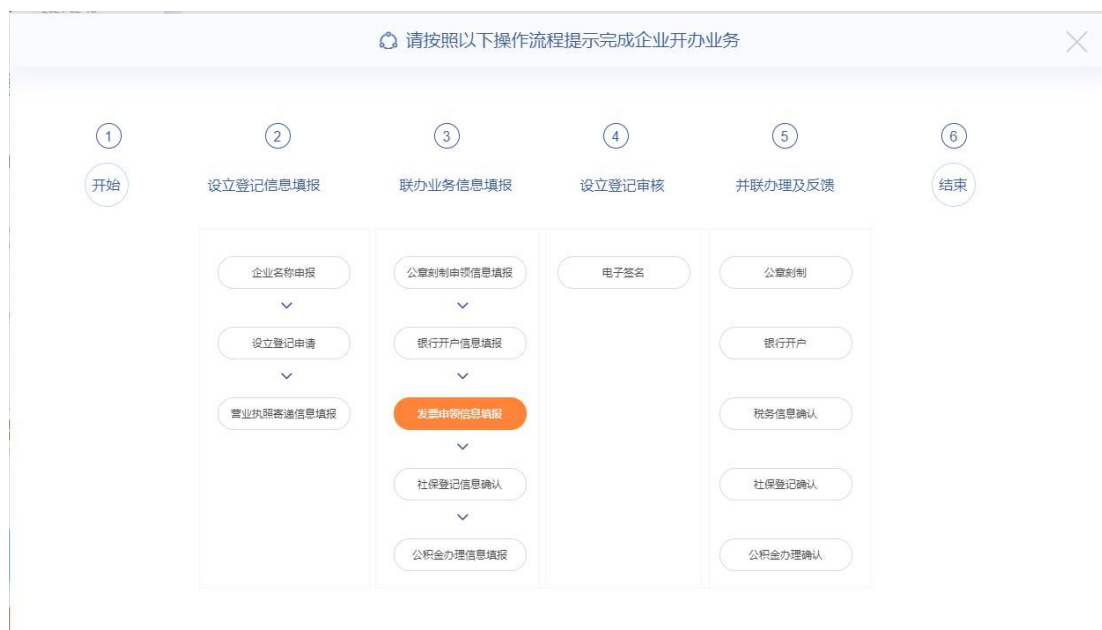 请按照以下操作流程提示完成企业开办业务
1
2
3
4
5
6
开始
设立登记信息填报
联办业务信息填报
设立登记审核
并联办理及反馈
结束
企业名称申报
公章刻制申领信息填报
电子签名
公章刻制
设立登记申请
银行开户信息填报
银行开户
营业执照寄递信息填报
发票申领信息填报
税务信息确认
社保登记信息确认
社保登记确认
公积金办理信息填报
公积金办理确认